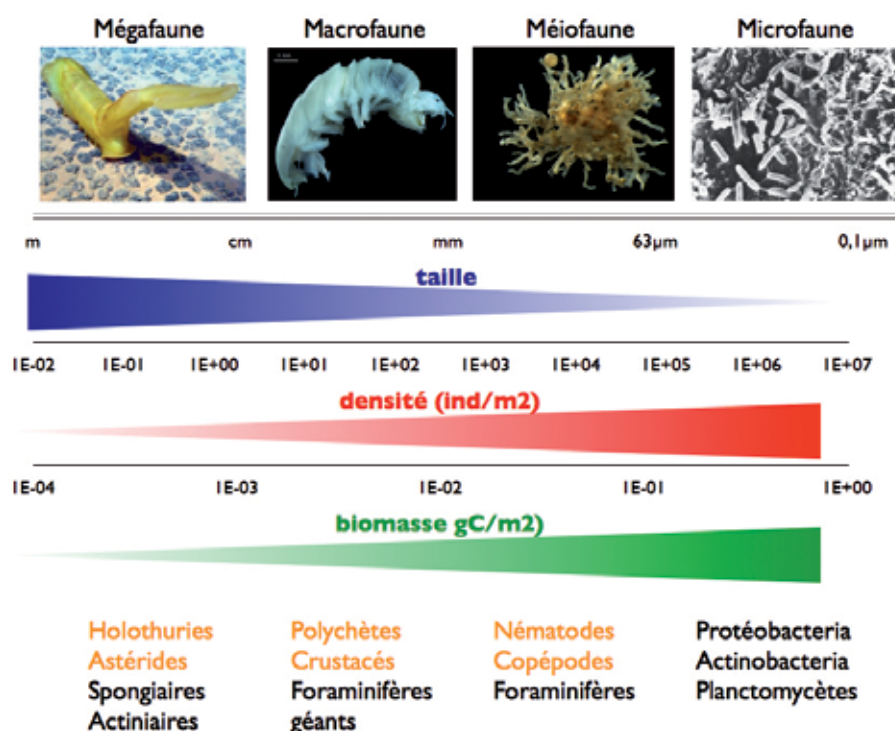 Mégafaune Macrofaune Méiofaune Microfaune
m cm mm 63µm 0,1µm
taille
1E-02 1E-01 1E+00 1E+01 1E+02 1E+03 1E+04 1E+05 1E+06 1E+07
densité (ind/m2)
1E-04 1E-03 1E-02 1E-01 1E+00
biomasse gC/m2)
Holothuries Polychètes Nématodes Protéobacteria
Astérides Crustacés Copépodes Actinobacteria
Spongiaires Foraminifères Foraminifères Planctomycètes
Actiniaires géants